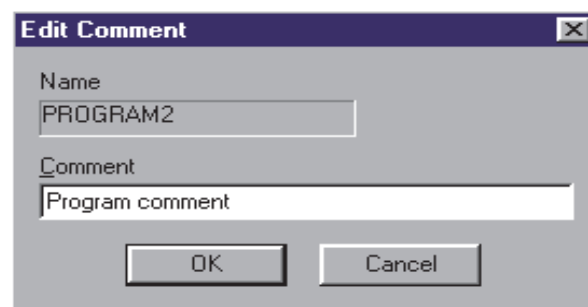 Edit Comment
Name
PROGRAM2
Comment
Program comment
OK Cancel